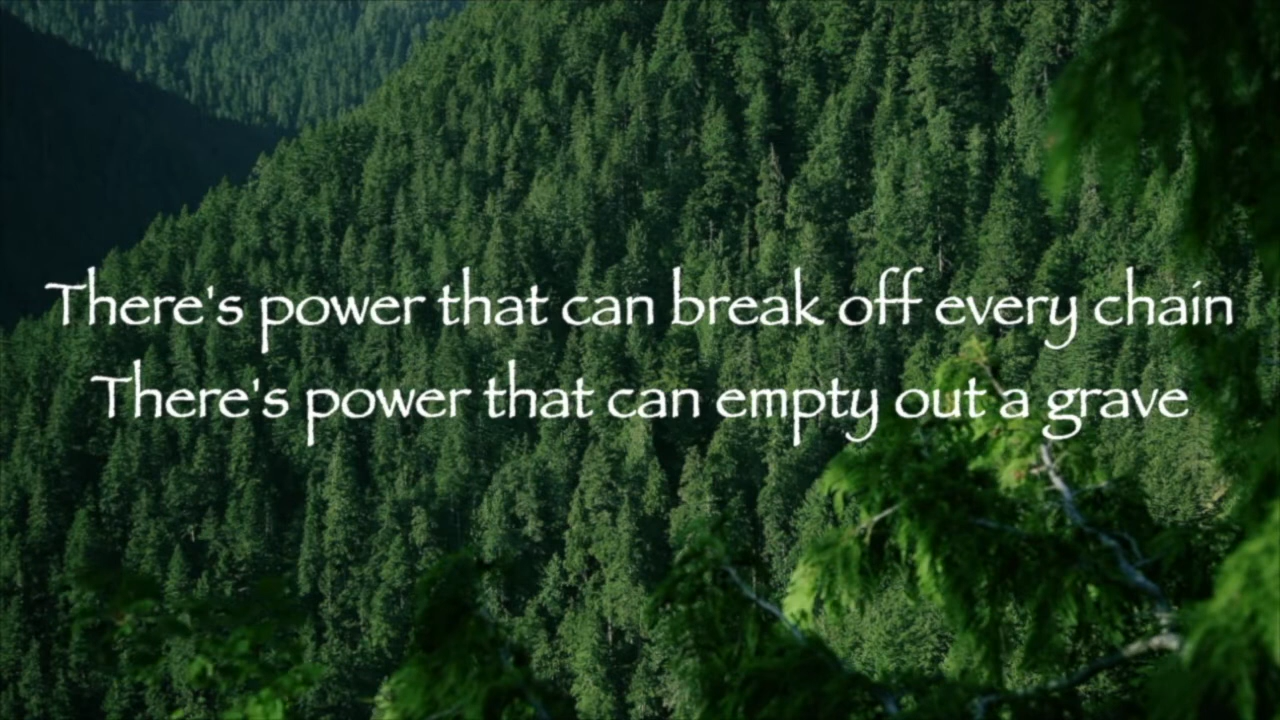 There's power that can break off every chain
There's power that can empty out a grave